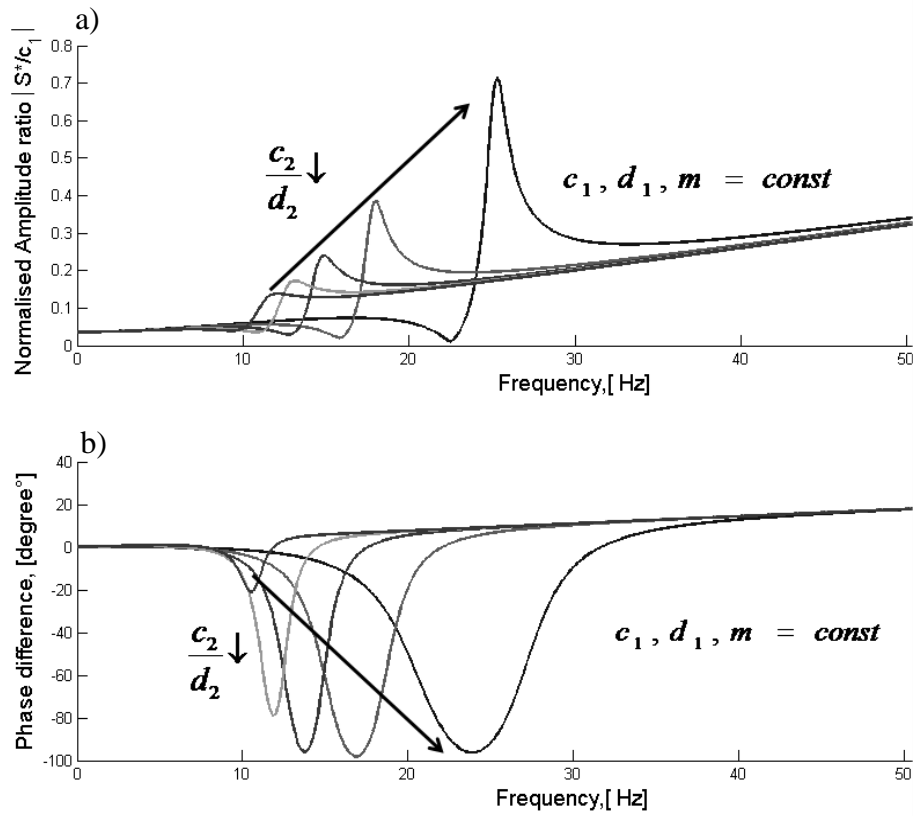 a)
Normalised Amplitude ratio | S*/c₁ |
0.8
0.7
0.6
0.5
0.4
0.3
0.2
0.1
0
0 10 20 30 40 50
Frequency,[ Hz]
c₂
d₂ ↓
c₁ , d₁ , m = const
b)
Phase difference, [degree°]
40
20
0
-20
-40
-60
-80
-100
0 10 20 30 40 50
Frequency,[ Hz]
c₂
d₂ ↓
c₁ , d₁ , m = const